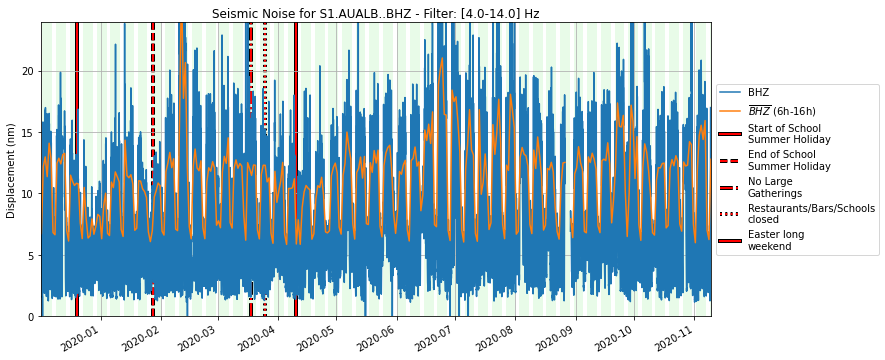 Seismic Noise for S1.AUALB..BHZ - Filter: [4.0-14.0] Hz
Displacement (nm)
20
15
10
5
0
2020-01
2020-02
2020-03
2020-04
2020-05
2020-06
2020-07
2020-08
2020-09
2020-10
2020-11
BHZ
BHZ (6h-16h)
Start of School
Summer Holiday
End of School
Summer Holiday
No Large
Gatherings
Restaurants/Bars/Schools
closed
Easter long
weekend